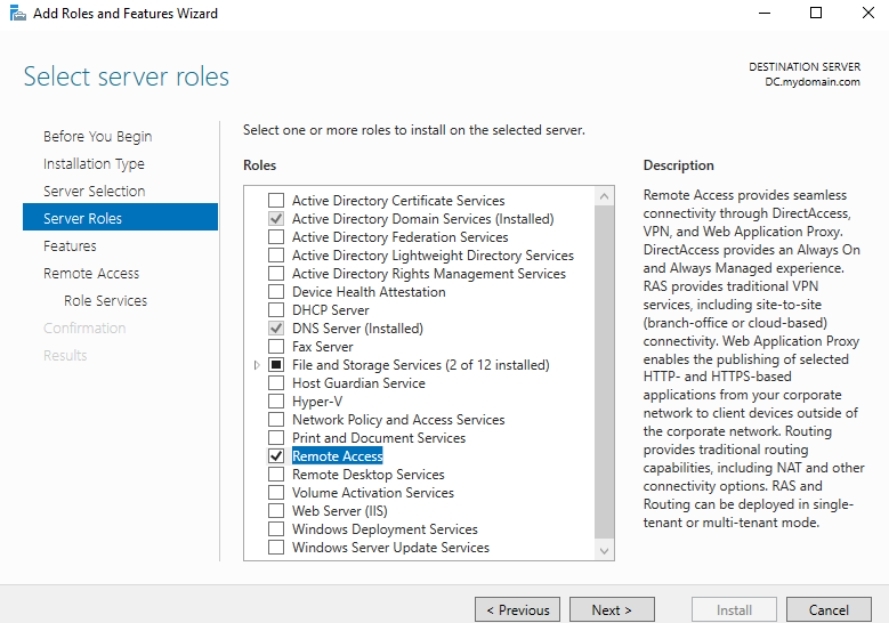 Add Roles and Features Wizard
Select server roles
DESTINATION SERVER
DC.mydomain.com
Before You Begin
Installation Type
Server Selection
Server Roles
Features
Remote Access
Role Services
Confirmation
Results
Select one or more roles to install on the selected server.
Roles
Active Directory Certificate Services
Active Directory Domain Services (Installed)
Active Directory Federation Services
Active Directory Lightweight Directory Services
Active Directory Rights Management Services
Device Health Attestation
DHCP Server
DNS Server (Installed)
Fax Server
File and Storage Services (2 of 12 installed)
Host Guardian Service
Hyper-V
Network Policy and Access Services
Print and Document Services
Remote Access
Remote Desktop Services
Volume Activation Services
Web Server (IIS)
Windows Deployment Services
Windows Server Update Services
Description
Remote Access provides seamless
connectivity through DirectAccess,
VPN, and Web Application Proxy.
DirectAccess provides an Always On
and Always Managed experience.
RAS provides traditional VPN
services, including site-to-site
(branch-office or cloud-based)
connectivity. Web Application Proxy
enables the publishing of selected
HTTP- and HTTPS-based
applications from your corporate
network to client devices outside of
the corporate network. Routing
provides traditional routing
capabilities, including NAT and other
connectivity options. RAS and
Routing can be deployed in single-
tenant or multi-tenant mode.
< Previous
Next >
Install
Cancel